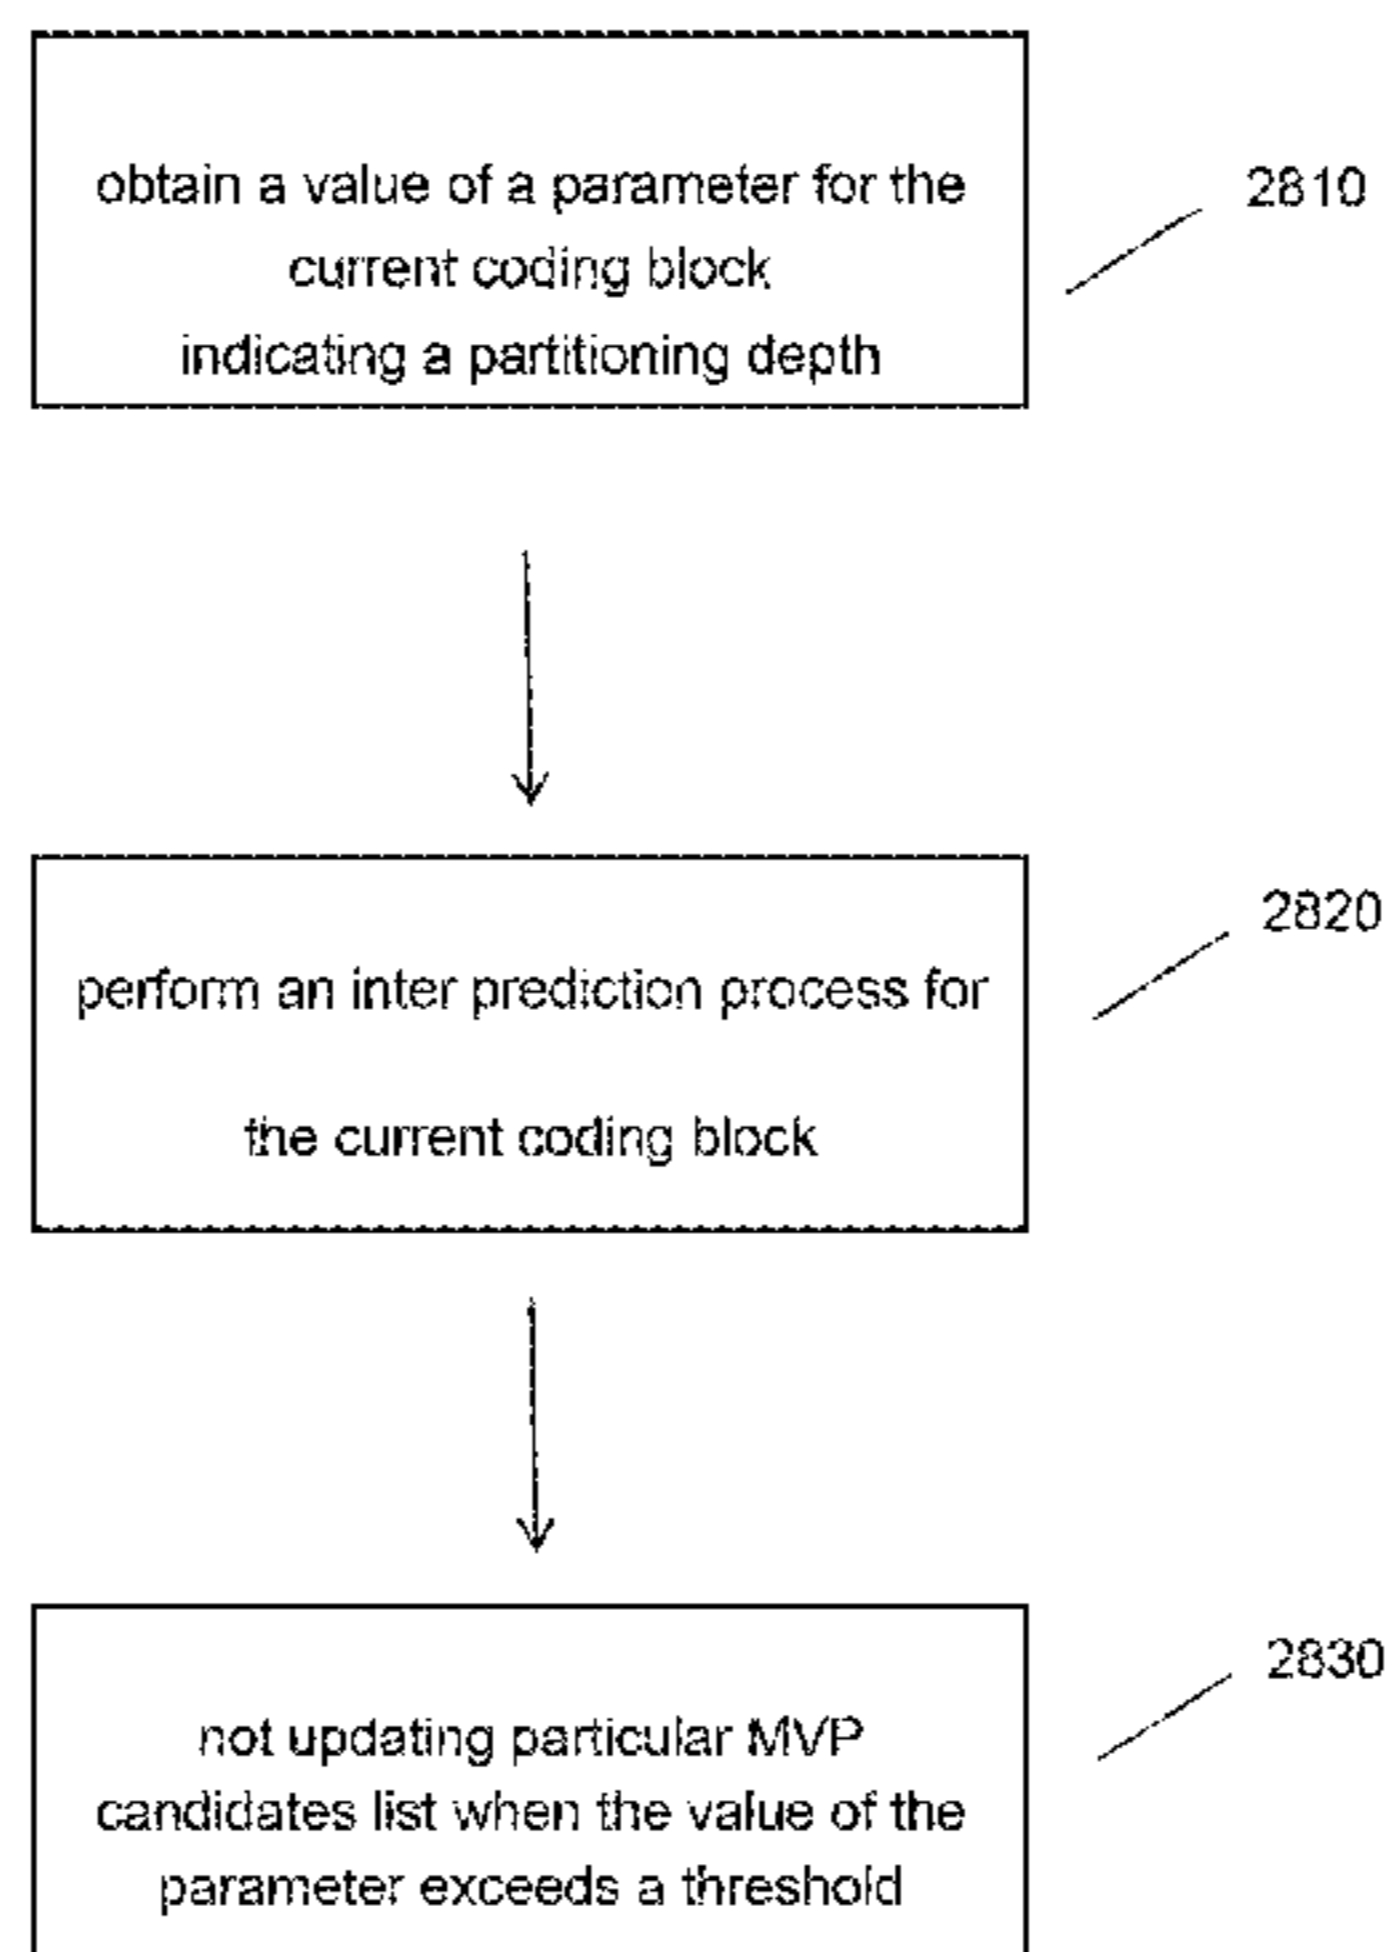 obtain a value of a parameter for the
current coding block
indicating a partitioning depth
2810
perform an inter prediction process for
the current coding block
2820
not updating particular MVP
candidates list when the value of the
parameter exceeds a threshold
2830